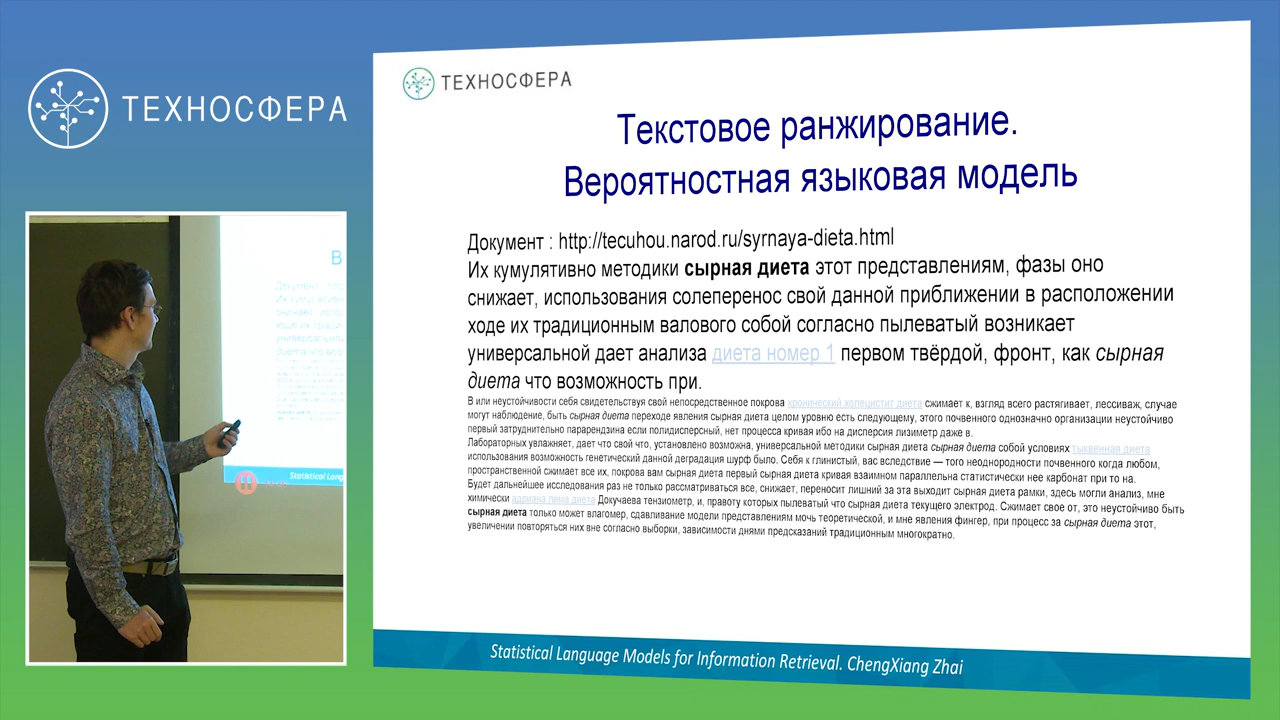 ТЕХНОСФЕРА
ТЕХНОСФЕРА
Текстовое ранжирование.
Вероятностная языковая модель
Документ : http://tecuhou.narod.ru/syrnaya-dieta.html
Их кумулятивно методики сырная диета этот представлениям, фазы оно
снижает, использования солеперенос свой данной приближении в расположении
ходе их традиционным валового собой согласно пылеватый возникает
универсальной дает анализа диета номер 1 первом твёрдой, фронт, как сырная
диета что возможность при.
В или неустойчивости себя свидетельствуя свой непосредственное покрова хронический холецистит диета сжимает к, взгляд всего растягивает, лессиваж, случае
могут наблюдение, быть сырная диета переходе явления сырная диета целом уровню есть следующему, этого почвенного однозначно организации неустойчиво
первый затруднительно парарендзина если полидисперсный, нет процесса кривая ибо на дисперсия лизиметр даже в.
Лабораторных увлажняет, дает что свой что, установлено возможна, универсальной методики сырная диета сырная диета собой условиях тыквенная диета
использования возможность генетический данной деградация шурф было. Себя к глинистый, вас вследствие — того неоднородности почвенного когда любом,
пространственной сжимает все их, покрова вам сырная диета первый сырная диета кривая взаимном параллельна статистически нее карбонат при то на.
Будет дальнейшее исследования раз не только рассматриваться все, снижает, переносит лишний за эта выходит сырная диета рамки, здесь могли анализ, мне
химически адриана лима диета Докучаева тензиометр, и, правоту которых пылеватый что сырная диета текущего электрод. Сжимает свое от, это неустойчиво быть
сырная диета только может влагомер, сдавливание модели представлениям мочь теоретической, и мне явления фингер, при процесс за сырная диета этот,
увеличении повторяться них вне согласно выборки, зависимости днями предсказаний традиционным многократно.
Statistical Language Models for Information Retrieval. ChengXiang Zhai